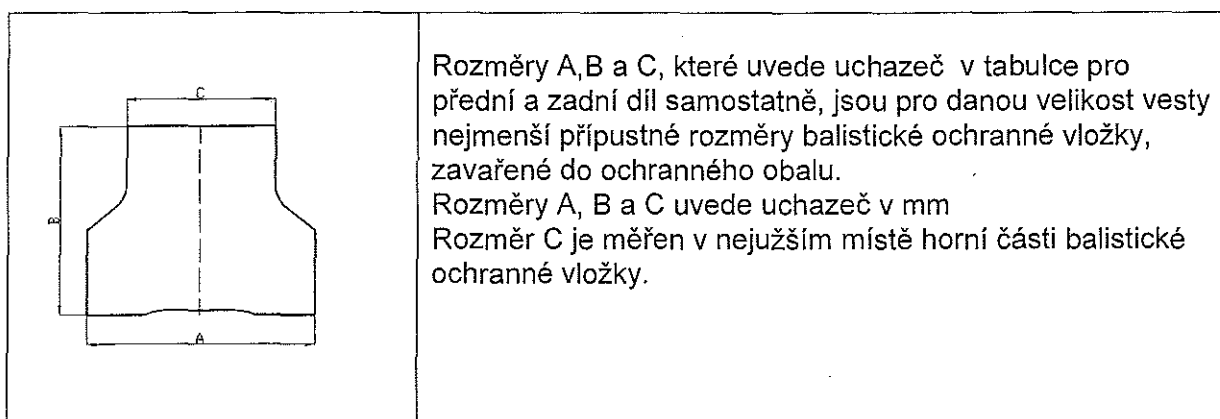 C
B
A
Rozměry A,B a C, které uvede uchazeč v tabulce pro
přední a zadní díl samostatně, jsou pro danou velikost vesty
nejmenší přípustné rozměry balistické ochranné vložky,
zavařené do ochranného obalu.
Rozměry A, B a C uvede uchazeč v mm
Rozměr C je měřen v nejužším místě horní části balistické
ochranné vložky.